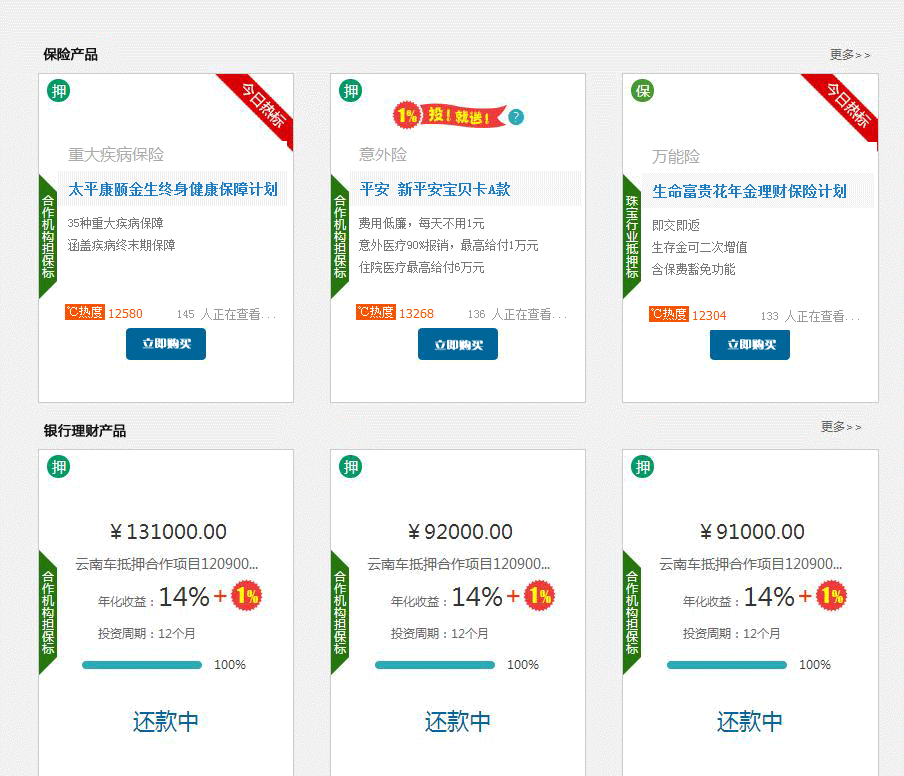 保险产品
更多>>
押
今日热标
重大疾病保险
太平康颐金生终身健康保障计划
合作机构担保标
35种重大疾病保障
涵盖疾病终末期保障
℃热度 12580
145 人正在查看...
立即购买
押
1% 投！就送！ ?
意外险
平安 新平安宝贝卡A款
合作机构担保标
费用低廉，每天不用1元
意外医疗90%报销，最高给付1万元
住院医疗最高给付6万元
℃热度 13268
136 人正在查看...
立即购买
保
今日热标
万能险
生命富贵花年金理财保险计划
珠宝行业抵押标
即交即返
生存金可二次增值
含保费豁免功能
℃热度 12304
133 人正在查看...
立即购买
银行理财产品
更多>>
押
¥131000.00
云南车抵押合作项目120900...
合作机构担保标
年化收益：14%+1%
投资周期：12个月
100%
还款中
押
¥92000.00
云南车抵押合作项目120900...
合作机构担保标
年化收益：14%+1%
投资周期：12个月
100%
还款中
押
¥91000.00
云南车抵押合作项目120900...
合作机构担保标
年化收益：14%+1%
投资周期：12个月
100%
还款中